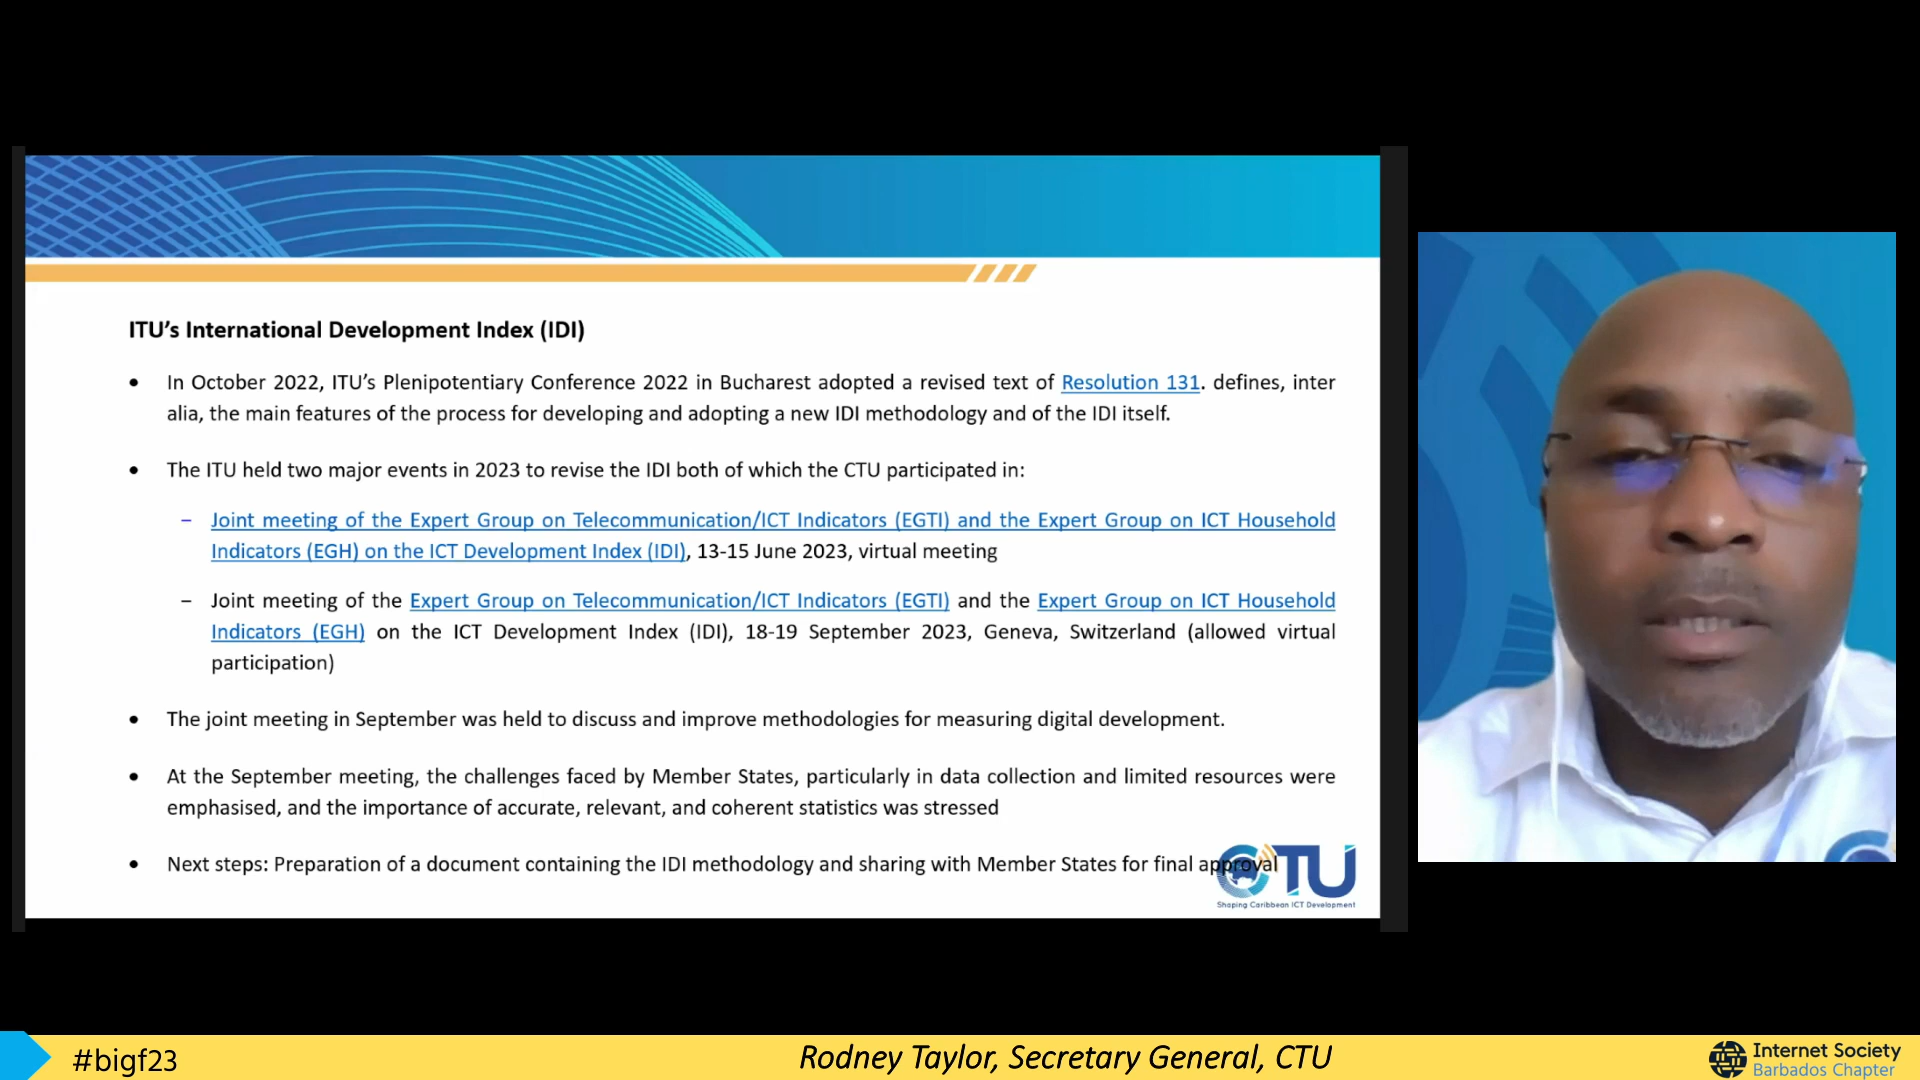 ITU’s International Development Index (IDI)
• In October 2022, ITU’s Plenipotentiary Conference 2022 in Bucharest adopted a revised text of Resolution 131. defines, inter
alia, the main features of the process for developing and adopting a new IDI methodology and of the IDI itself.
• The ITU held two major events in 2023 to revise the IDI both of which the CTU participated in:
– Joint meeting of the Expert Group on Telecommunication/ICT Indicators (EGTI) and the Expert Group on ICT Household
Indicators (EGH) on the ICT Development Index (IDI), 13-15 June 2023, virtual meeting
– Joint meeting of the Expert Group on Telecommunication/ICT Indicators (EGTI) and the Expert Group on ICT Household
Indicators (EGH) on the ICT Development Index (IDI), 18-19 September 2023, Geneva, Switzerland (allowed virtual
participation)
• The joint meeting in September was held to discuss and improve methodologies for measuring digital development.
• At the September meeting, the challenges faced by Member States, particularly in data collection and limited resources were
emphasised, and the importance of accurate, relevant, and coherent statistics was stressed
• Next steps: Preparation of a document containing the IDI methodology and sharing with Member States for final approval
CTU
Shaping Caribbean ICT Development
#bigf23
Rodney Taylor, Secretary General, CTU
Internet Society
Barbados Chapter